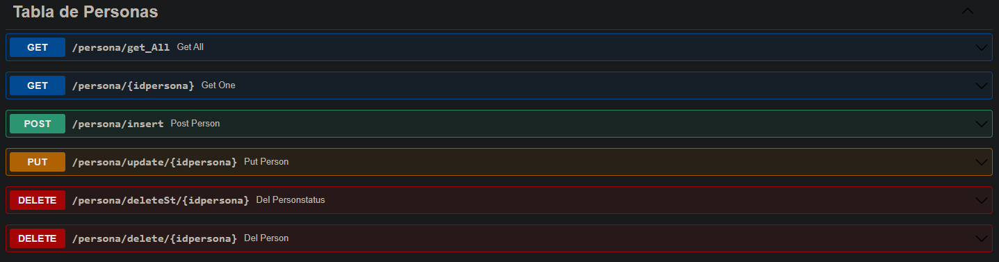 Tabla de Personas
GET /persona/get_All Get All
GET /persona/{idpersona} Get One
POST /persona/insert Post Person
PUT /persona/update/{idpersona} Put Person
DELETE /persona/deleteSt/{idpersona} Del Personstatus
DELETE /persona/delete/{idpersona} Del Person